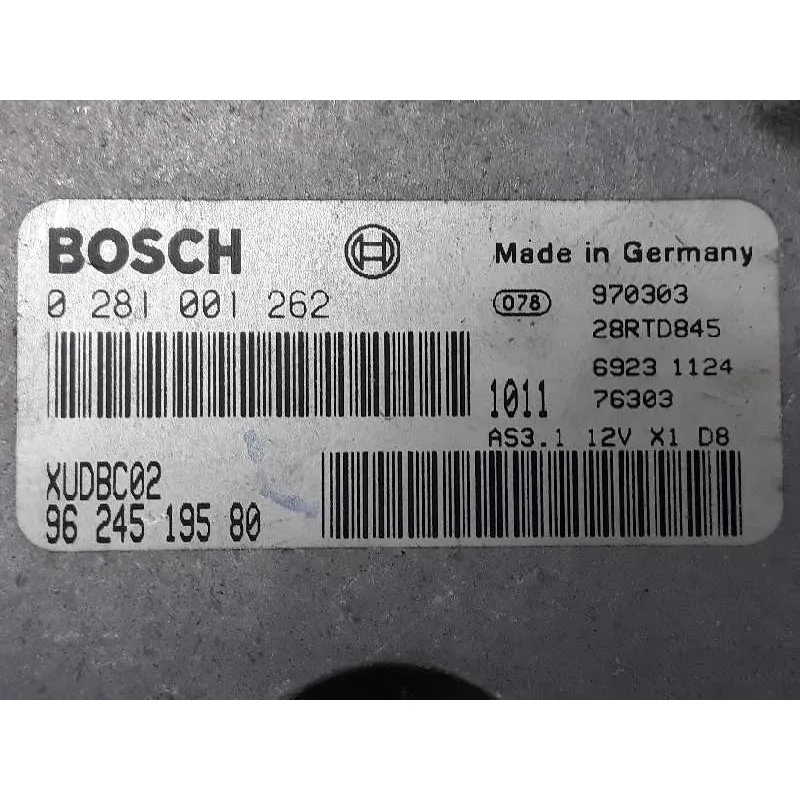 BOSCH
Made in Germany
0 281 001 262
078 970303
28RTD845
6923 1124
1011 76303
AS3.1 12V X1 D8
XUDBC02
96 245 195 80